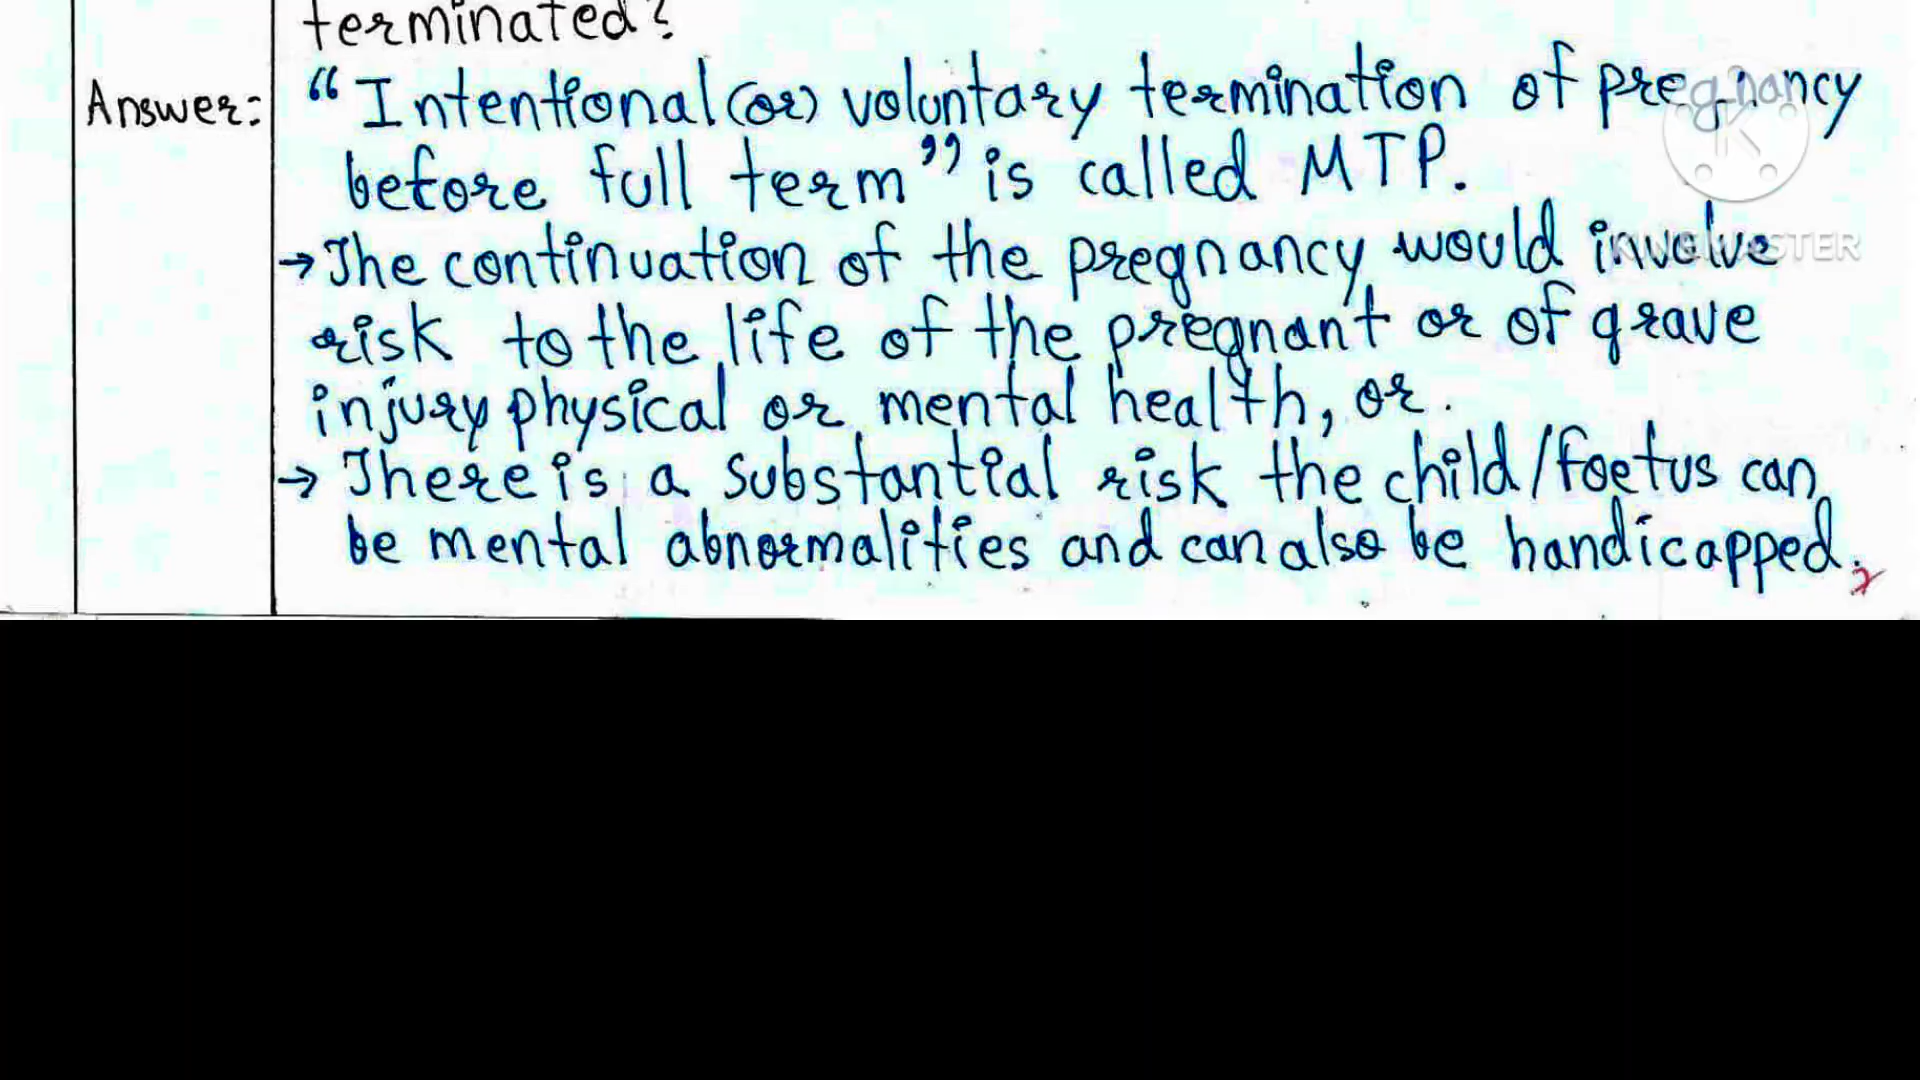 terminated?
Answer: "Intentional (or) voluntary termination of pregnancy
before full term" is called MTP.
→ The continuation of the pregnancy would involve
KINEMASTER
risk to the life of the pregnant or of grave
injury physical or mental health, or.
→ There is a substantial risk the child/foetus can
be mental abnormalities and can also be handicapped.